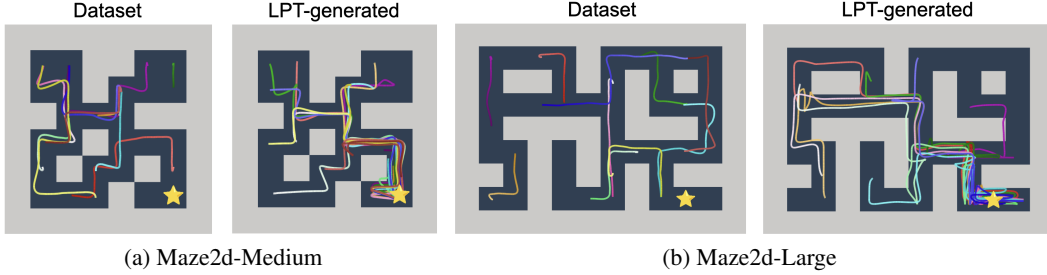 Dataset
LPT-generated
Dataset
LPT-generated
(a) Maze2d-Medium
(b) Maze2d-Large